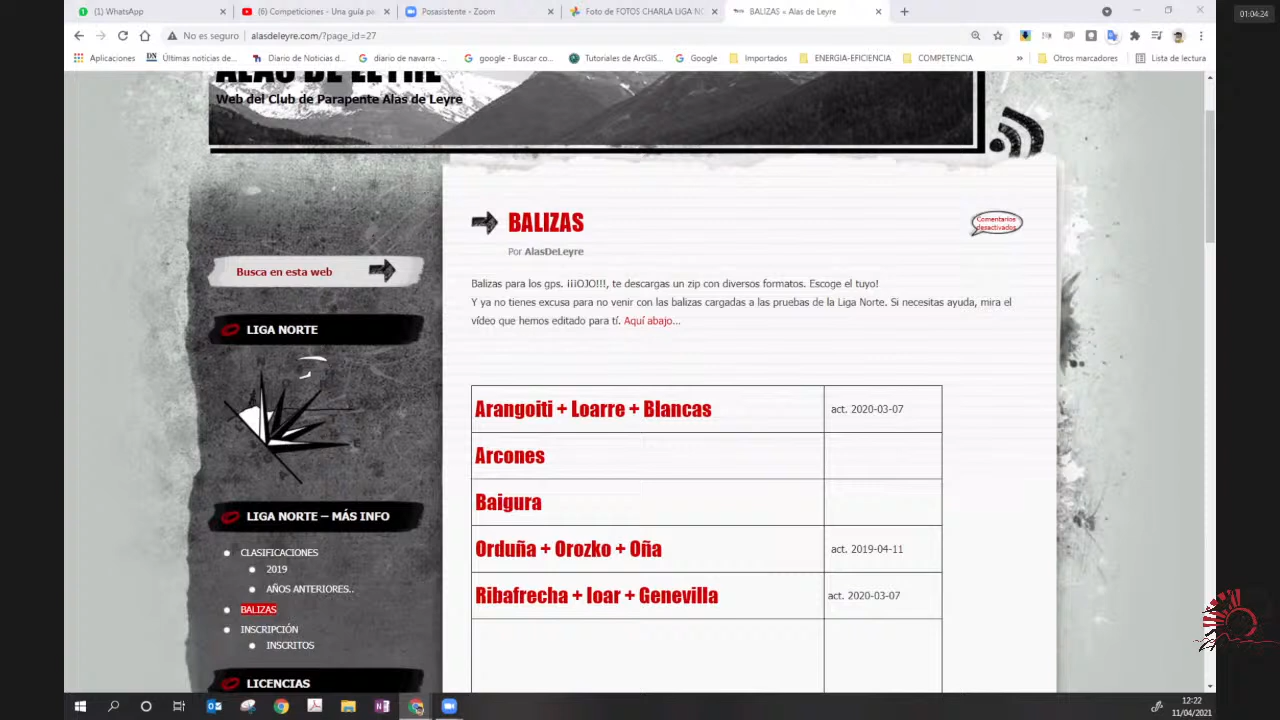 (1) WhatsApp
(6) Competiciones - Una guía pa
Posasistente - Zoom
Foto de FOTOS CHARLA LIGA NO
BALIZAS « Alas de Leyre
01:04:24
No es seguro
alasdeleyre.com/?page_id=27
Aplicaciones
Últimas noticias de...
Diario de Noticias d...
diario de navarra -...
google - Buscar co...
Tutoriales de ArcGIS...
Google
Importados
ENERGIA-EFICIENCIA
COMPETENCIA
»
Otros marcadores
Lista de lectura
ALAS DE LEYRE
Web del Club de Parapente Alas de Leyre
BALIZAS
Comentarios
desactivados
Por AlasDeLeyre
Busca en esta web
Balizas para los gps. ¡¡¡OJO!!!, te descargas un zip con diversos formatos. Escoge el tuyo!
Y ya no tienes excusa para no venir con las balizas cargadas a las pruebas de la Liga Norte. Si necesitas ayuda, mira el
vídeo que hemos editado para tí. Aquí abajo...
LIGA NORTE
Arangoiti + Loarre + Blancas
act. 2020-03-07
Arcones
Baigura
Orduña + Orozko + Oña
act. 2019-04-11
Ribafrecha + Ioar + Genevilla
act. 2020-03-07
LIGA NORTE – MÁS INFO
CLASIFICACIONES
2019
AÑOS ANTERIORES..
BALIZAS
INSCRIPCIÓN
INSCRITOS
LICENCIAS
12:22
11/04/2021